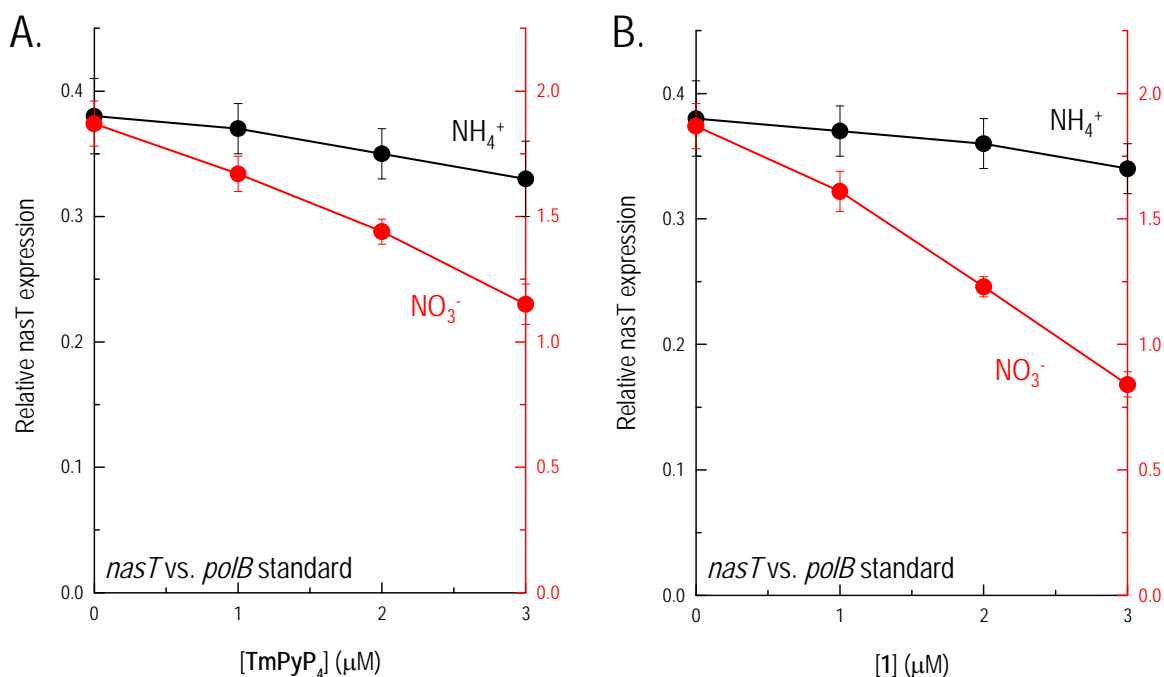 A.
0.4
0.3
0.2
0.1
0.0
Relative nasT expression
NH₄⁺
NO₃⁻
2.0
1.5
1.0
0.5
0.0
nasT vs. polB standard
0 1 2 3
[TmPyP₄] (μM)
B.
0.4
0.3
0.2
0.1
0.0
Relative nasT expression
NH₄⁺
NO₃⁻
2.0
1.5
1.0
0.5
0.0
nasT vs. polB standard
0 1 2 3
[1] (μM)